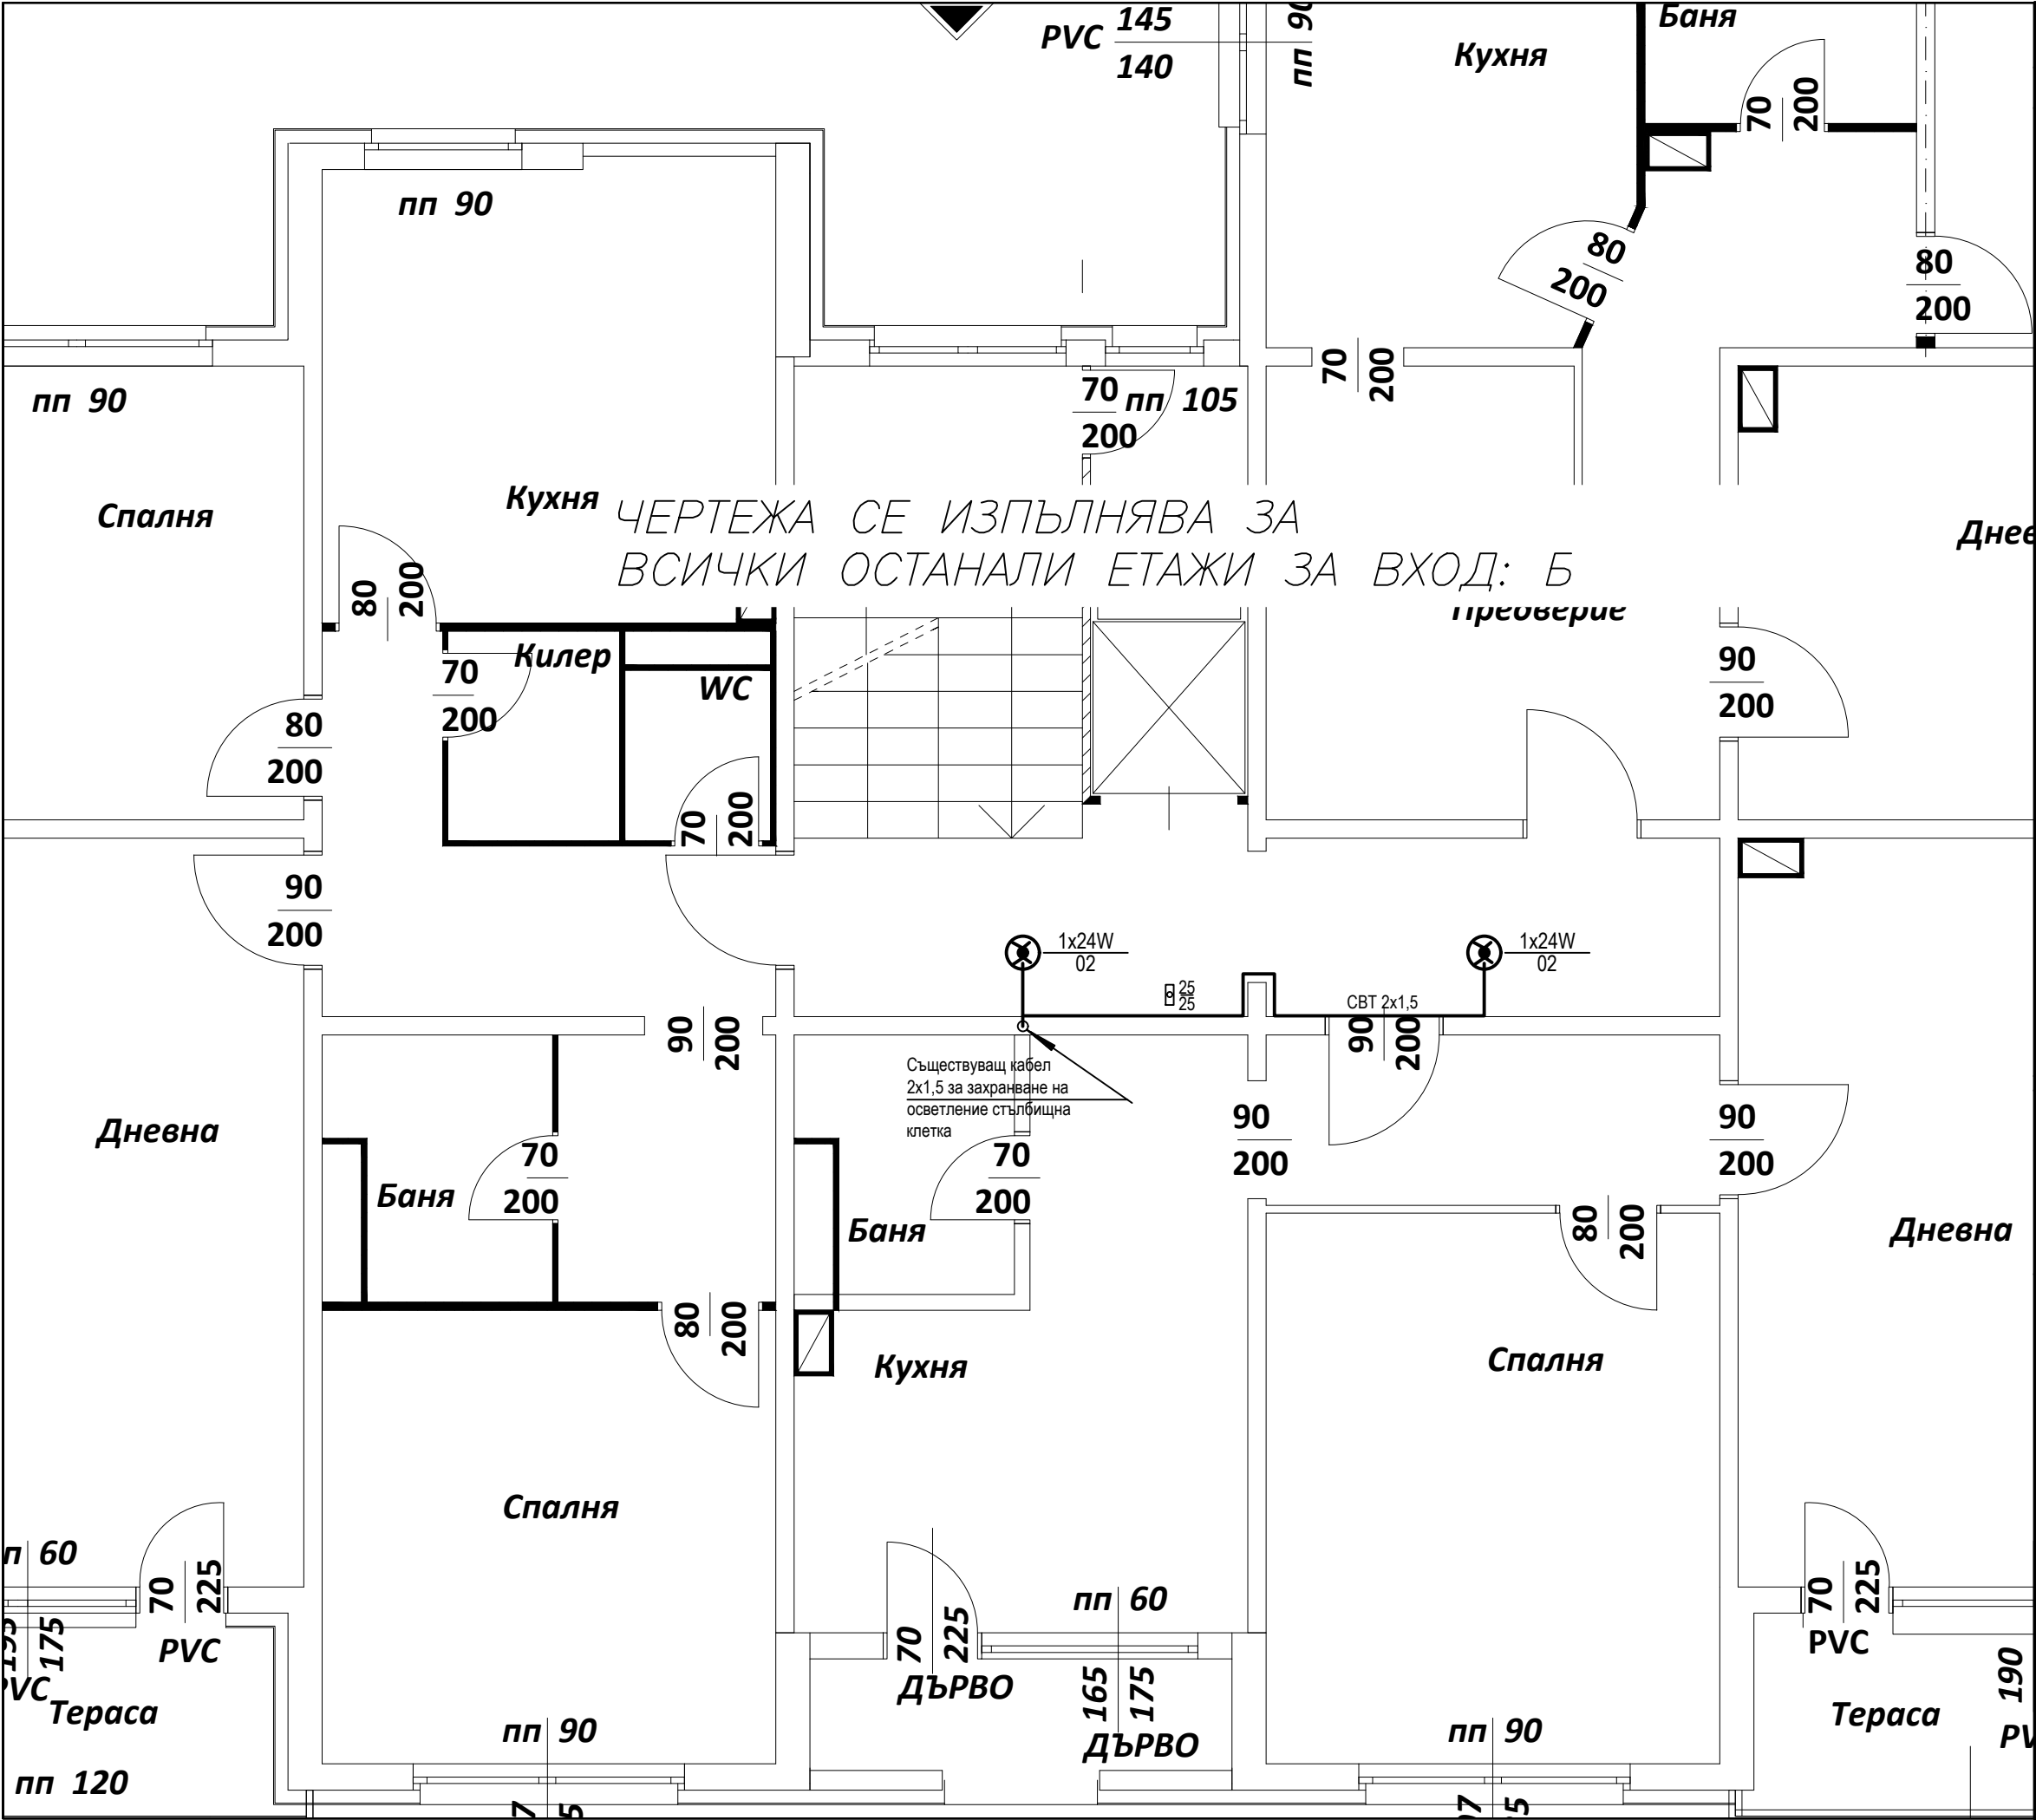 Баня
PVC 145
140
пп 90
Кухня
70
200
пп 90
80
200
80
200
70
200
70
200
пп 105
пп 90
Спалня
Кухня
ЧЕРТЕЖА СЕ ИЗПЪЛНЯВА ЗА
ВСИЧКИ ОСТАНАЛИ ЕТАЖИ ЗА ВХОД: Б
80
200
Килер
70
200
WC
90
200
80
200
70
200
90
200
1x24W
02
1x24W
02
25
25
СВТ 2x1,5
90
200
90
200
Съществуващ кабел
2x1,5 за захранване на
осветление стълбищна
клетка
Дневна
90
200
90
200
70
200
70
200
Баня
Баня
80
200
Дневна
80
200
Кухня
Спалня
Спалня
60
70
225
PVC
175
Тераса
пп 120
70
225
ДЪРВО
пп 60
165
175
ДЪРВО
70
225
PVC
190
Тераса
пп 90
пп 90